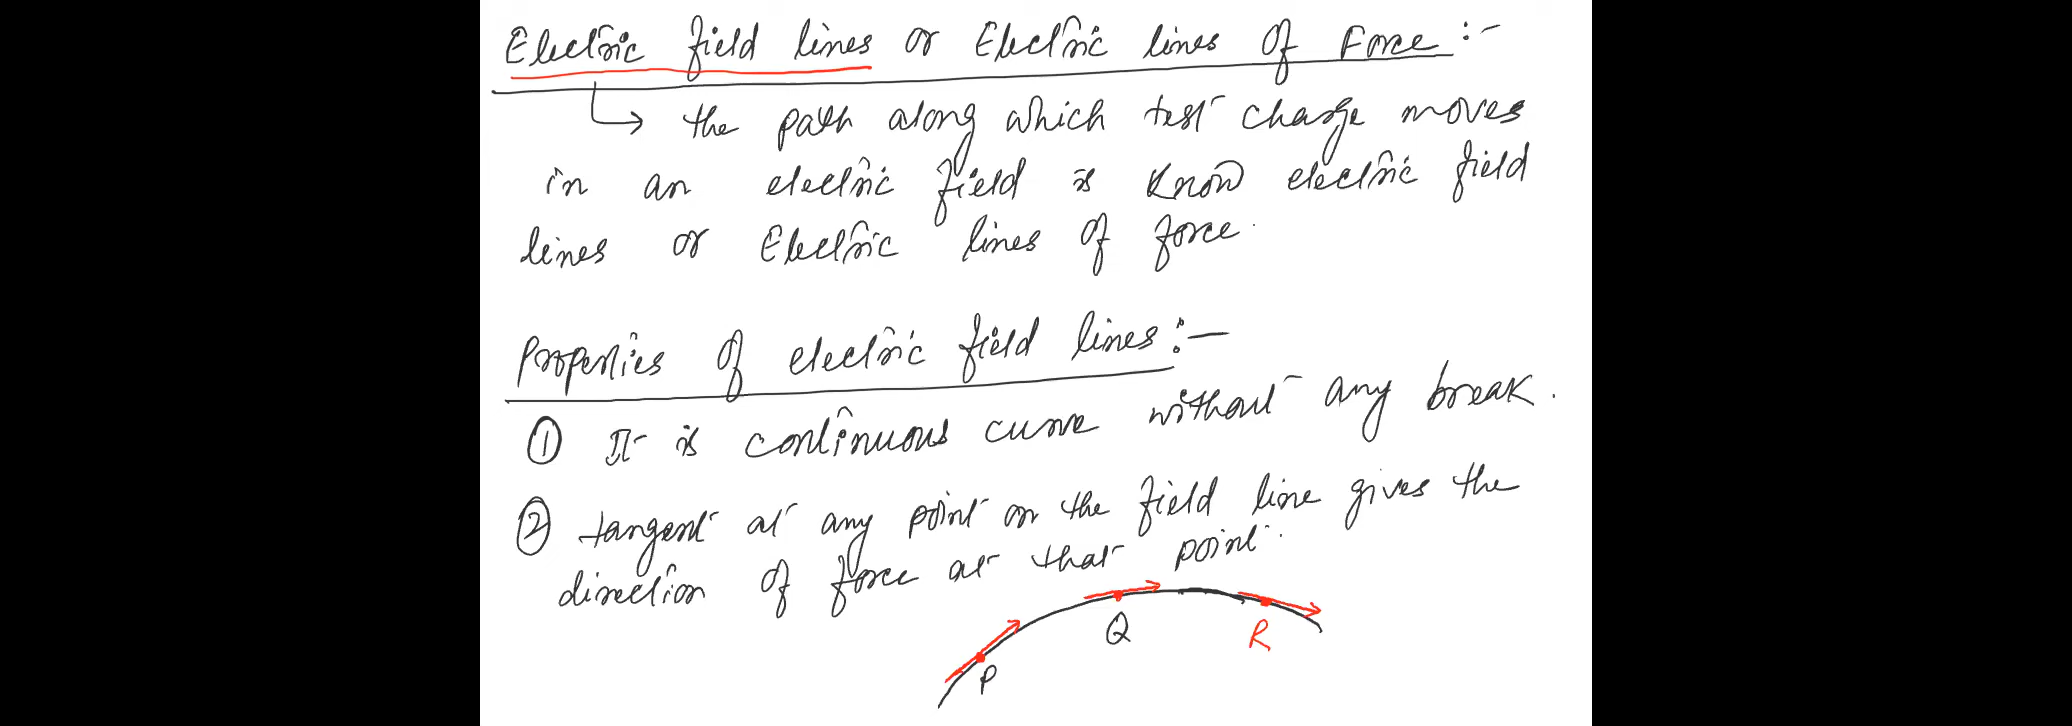 Electric field lines or Electric lines of Force :-
↳ the path along which test charge moves
in an electric field is know electric field
lines or Electric lines of force.
Properties of electric field lines :-
① It is continuous curve without any break.
② tangent at any point on the field line gives the
direction of force at that point.
P Q R